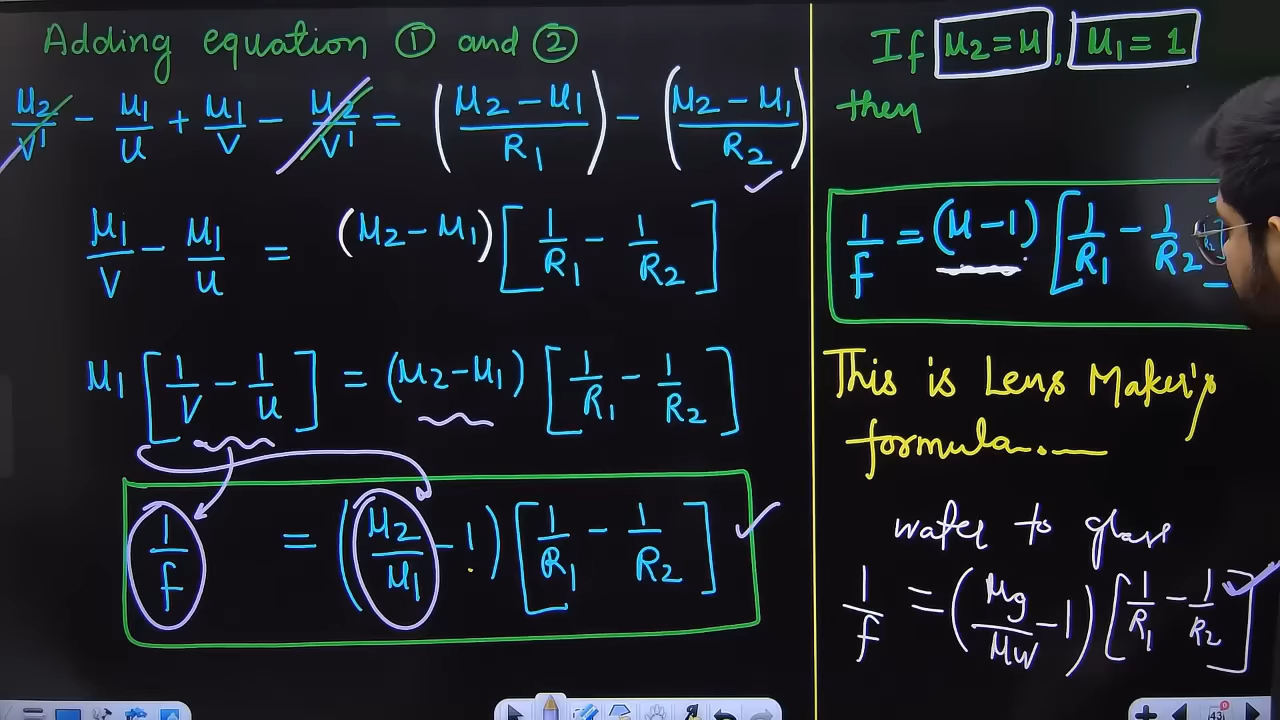 Adding equation ① and ②
μ2/v' - μ1/u + μ1/v - μ2/v' = (μ2 - μ1/R1) - (μ2 - μ1/R2)
μ1/v - μ1/u = (μ2 - μ1) [1/R1 - 1/R2]
μ1 [1/v - 1/u] = (μ2 - μ1) [1/R1 - 1/R2]
1/f = (μ2/μ1 - 1) [1/R1 - 1/R2]
If μ2 = μ, μ1 = 1
then
1/f = (μ - 1) [1/R1 - 1/R2]
This is Lens Maker's
formula.
water to glass
1/f = (μg/μw - 1) [1/R1 - 1/R2]
43